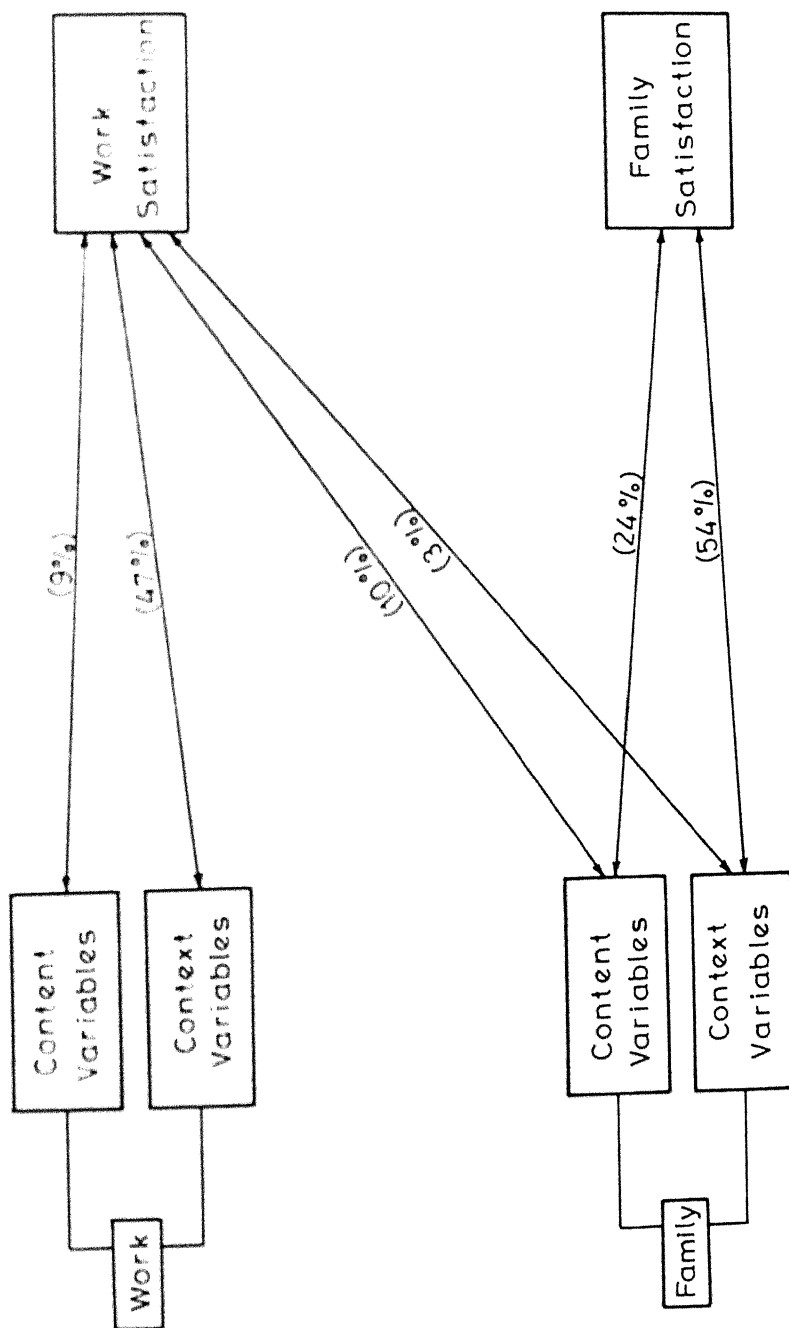 Work
Content
Variables
Context
Variables
(9%)
(47%)
Work
Satisfaction
(10%)
(3%)
Family
Content
Variables
Context
Variables
(24%)
(54%)
Family
Satisfaction